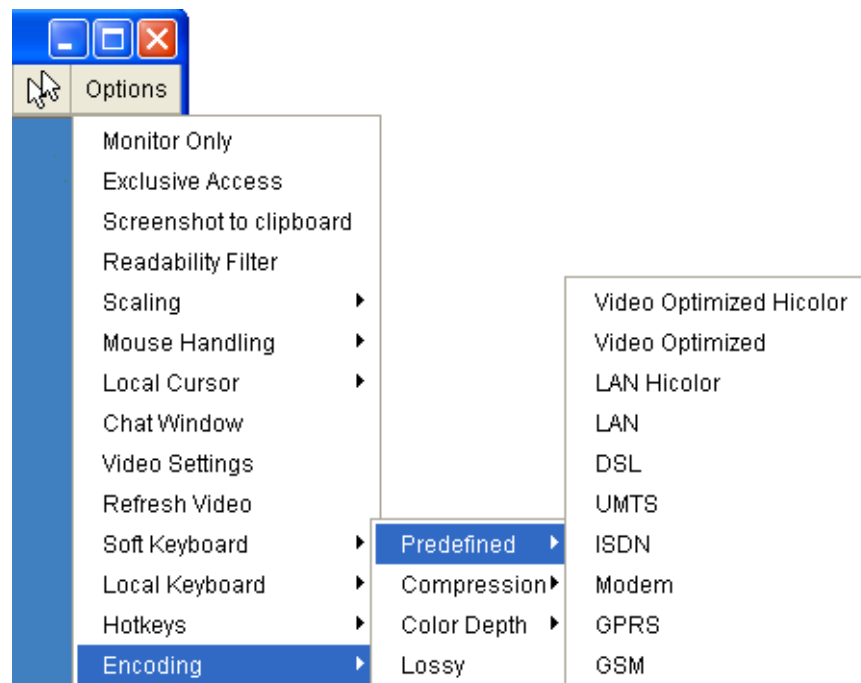 Options
Monitor Only
Exclusive Access
Screenshot to clipboard
Readability Filter
Scaling
Mouse Handling
Local Cursor
Chat Window
Video Settings
Refresh Video
Soft Keyboard
Local Keyboard
Hotkeys
Encoding
Predefined
Compression
Color Depth
Lossy
Video Optimized Hicolor
Video Optimized
LAN Hicolor
LAN
DSL
UMTS
ISDN
Modem
GPRS
GSM